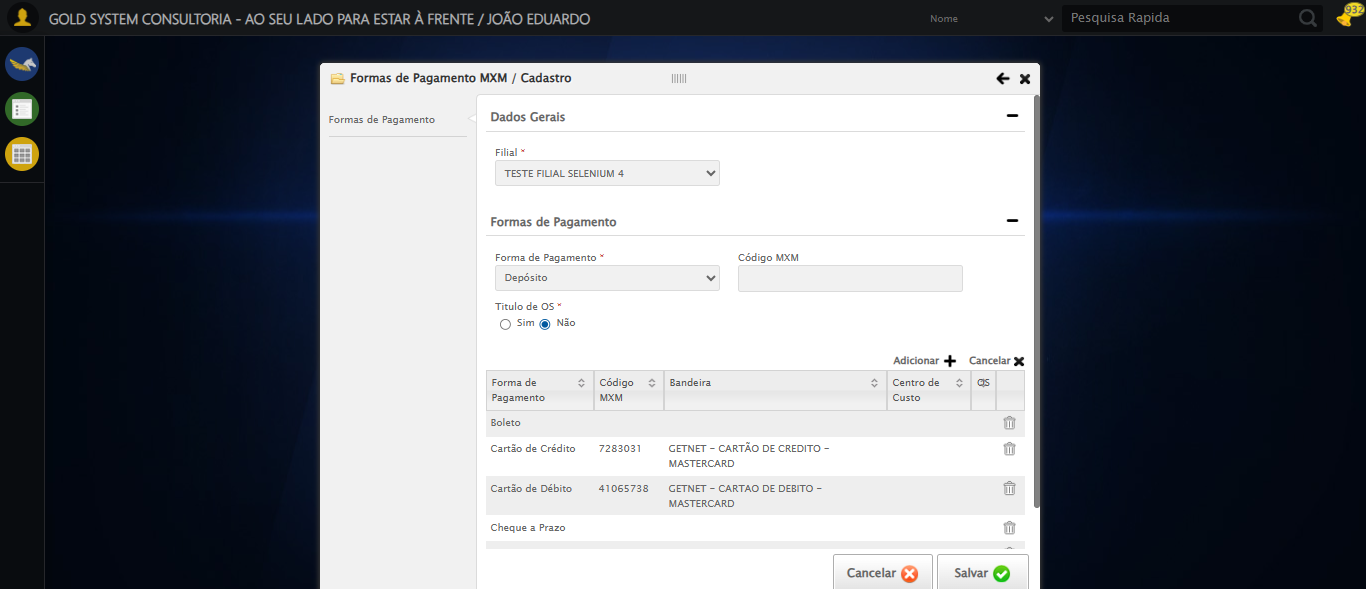 GOLD SYSTEM CONSULTORIA - AO SEU LADO PARA ESTAR À FRENTE / JOÃO EDUARDO
Nome
Pesquisa Rapida
932
Formas de Pagamento MXM / Cadastro
Formas de Pagamento
Dados Gerais
Filial *
TESTE FILIAL SELENIUM 4
Formas de Pagamento
Forma de Pagamento *
Código MXM
Depósito
Titulo de OS *
Sim
Não
Adicionar
Cancelar
Forma de Pagamento
Código MXM
Bandeira
Centro de Custo
OS
Boleto
Cartão de Crédito 7283031 GETNET - CARTÃO DE CREDITO -
MASTERCARD
Cartão de Débito 41065738 GETNET - CARTAO DE DEBITO -
MASTERCARD
Cheque a Prazo
Cancelar
Salvar